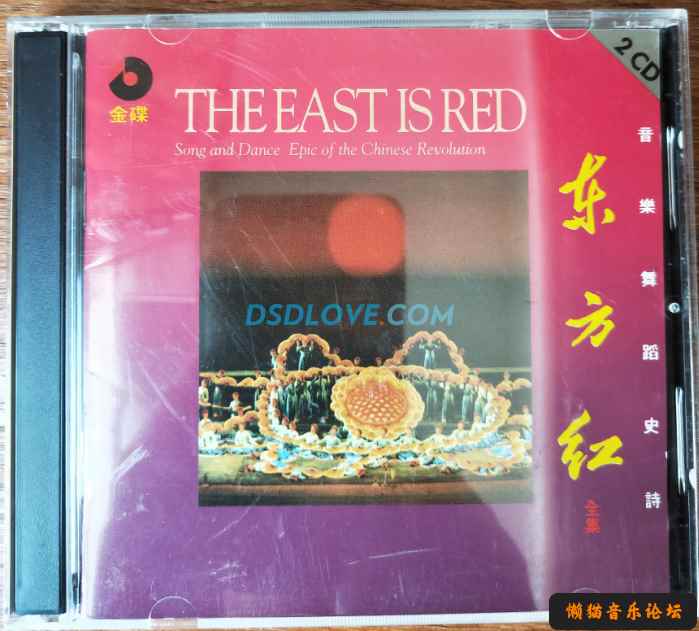 金碟
THE EAST IS RED
Song and Dance Epic of the Chinese Revolution
2 CD
音樂舞蹈史詩
东方红
全集
DSDLOVE.COM
懒猫音乐论坛